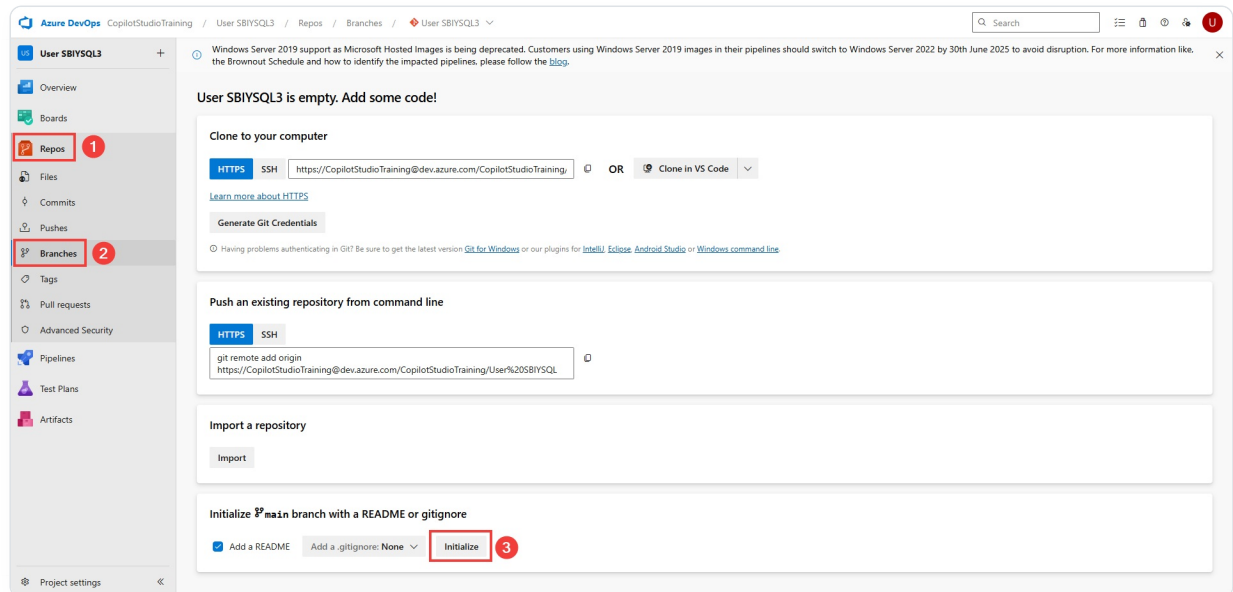 Azure DevOps CopilotStudioTraining / User SBIYSQL3 / Repos / Branches / User SBIYSQL3
Search
U
US User SBIYSQL3 +
Windows Server 2019 support as Microsoft Hosted Images is being deprecated. Customers using Windows Server 2019 images in their pipelines should switch to Windows Server 2022 by 30th June 2025 to avoid disruption. For more information like,
the Brownout Schedule and how to identify the impacted pipelines, please follow the blog.
Overview
Boards
Repos 1
Files
Commits
Pushes
Branches 2
Tags
Pull requests
Advanced Security
Pipelines
Test Plans
Artifacts
Project settings
User SBIYSQL3 is empty. Add some code!
Clone to your computer
HTTPS SSH https://CopilotStudioTraining@dev.azure.com/CopilotStudioTraining/ OR Clone in VS Code
Learn more about HTTPS
Generate Git Credentials
Having problems authenticating in Git? Be sure to get the latest version Git for Windows or our plugins for IntelliJ, Eclipse, Android Studio or Windows command line.
Push an existing repository from command line
HTTPS SSH
git remote add origin
https://CopilotStudioTraining@dev.azure.com/CopilotStudioTraining/User%20SBIYSQL
Import a repository
Import
Initialize main branch with a README or gitignore
Add a README Add a .gitignore: None Initialize 3